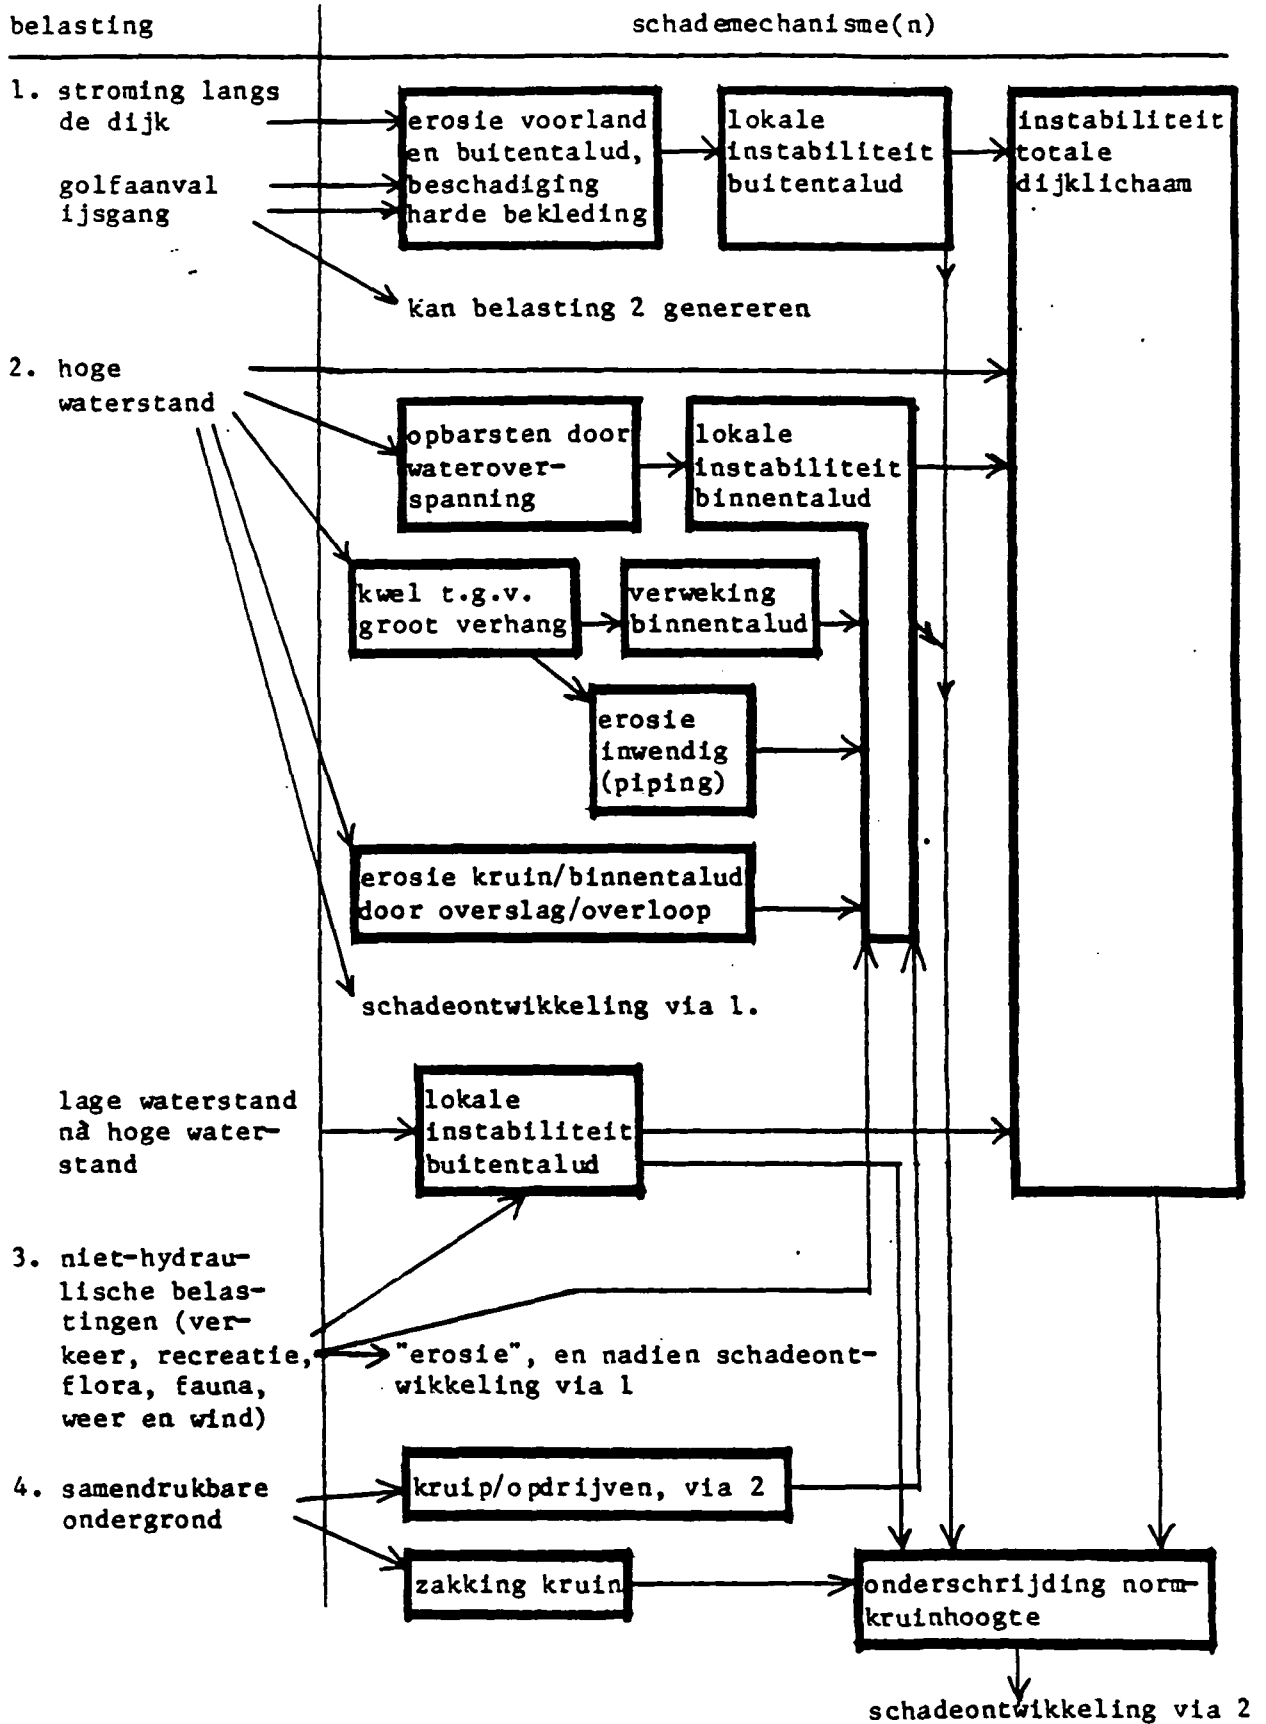 belasting
schademechanisme(n)
1. stroming langs
de dijk
golfaanval
ijsgang
erosie voorland
en buitentalud,
beschadiging
harde bekleding
lokale
instabiliteit
buitentalud
instabiliteit
totale
dijklichaam
kan belasting 2 genereren
2. hoge
waterstand
opbarsten door
waterover-
spanning
lokale
instabiliteit
binnentalud
kwel t.g.v.
groot verhang
verweking
binnentalud
erosie
inwendig
(piping)
erosie kruin/binnentalud
door overslag/overloop
schadeontwikkeling via 1.
lage waterstand
nà hoge water-
stand
lokale
instabiliteit
buitentalud
3. niet-hydrau-
lische belas-
tingen (ver-
keer, recreatie,
flora, fauna,
weer en wind)
"erosie", en nadien schadeont-
wikkeling via 1
4. samendrukbare
ondergrond
kruip/opdrijven, via 2
zakking kruin
onderschrijding norm-
kruinhoogte
schadeontwikkeling via 2